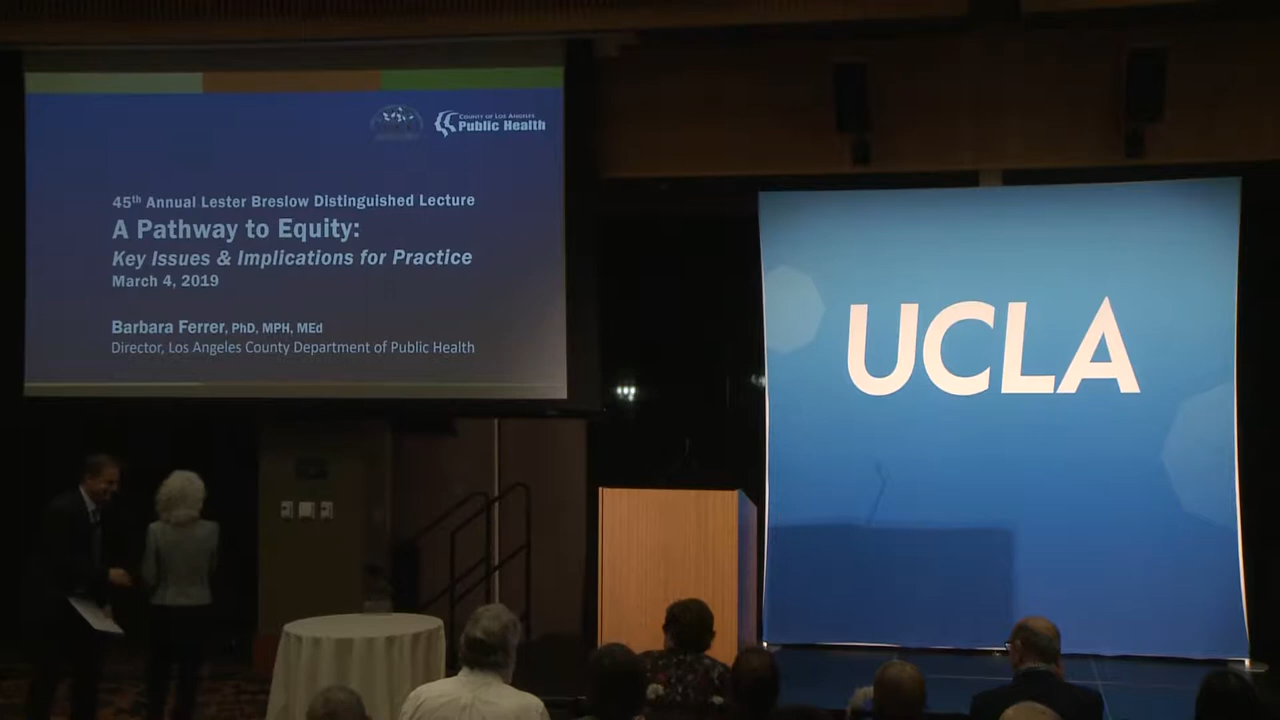 COUNTY OF LOS ANGELES
Public Health
45th Annual Lester Breslow Distinguished Lecture
A Pathway to Equity:
Key Issues & Implications for Practice
March 4, 2019
Barbara Ferrer, PhD, MPH, MEd
Director, Los Angeles County Department of Public Health
UCLA